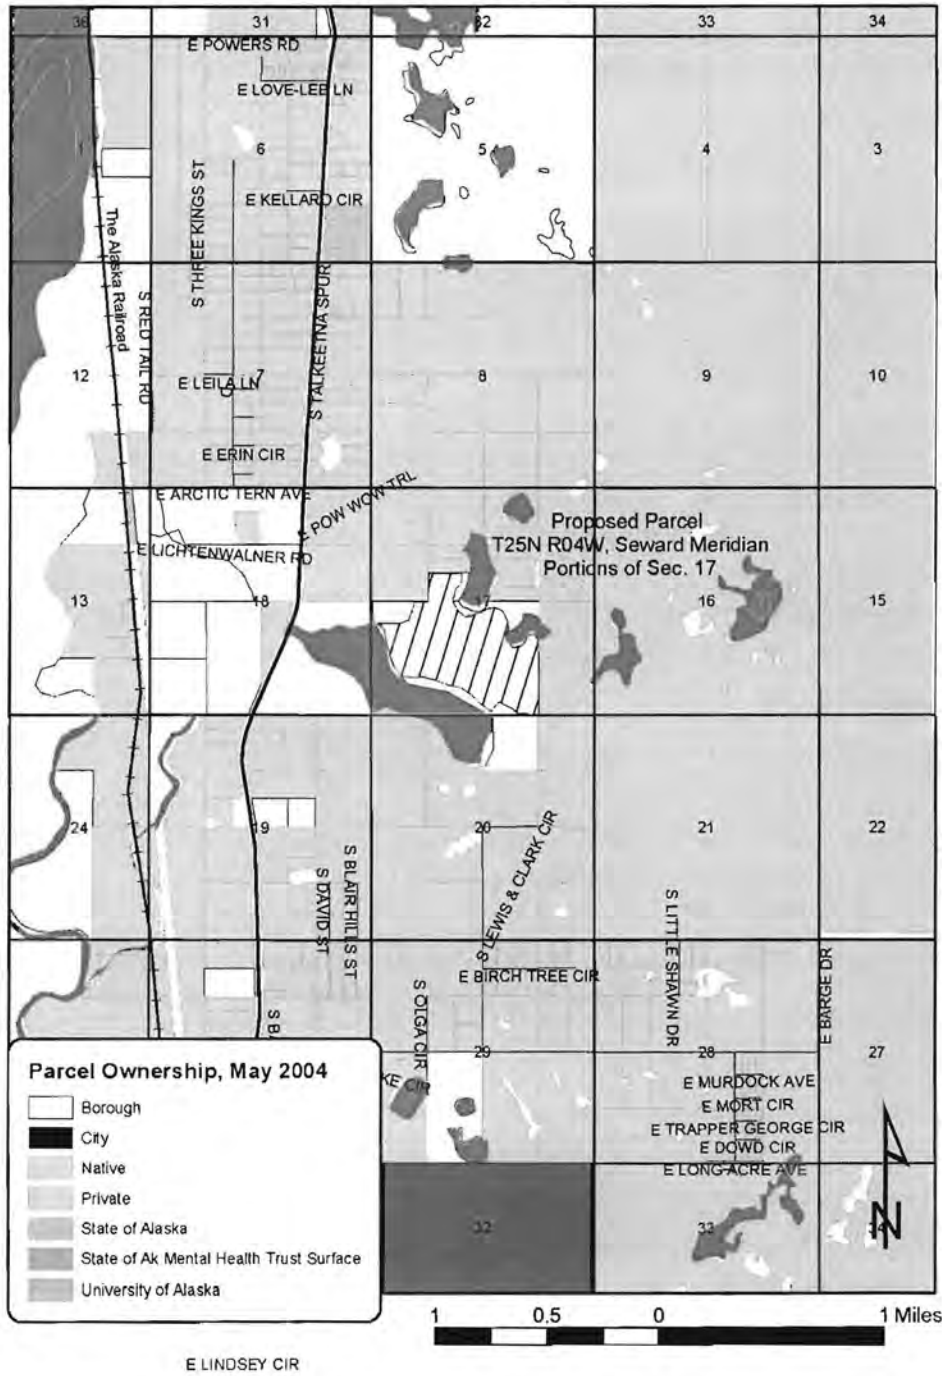 36
31
32
33
34
E POWERS RD
E LOVE-LEE LN
1
6
5
4
3
E KELLARD CIR
S THREE KINGS ST
The Alaska Railroad
S RED TAIL RD
S TALKEETNA SPUR
12
7
8
9
10
E LEILA LN
E ERIN CIR
E ARCTIC TERN AVE
E POW WOW TRL
E LICHTENWALNER RD
Proposed Parcel
T25N R04W, Seward Meridian
Portions of Sec. 17
13
18
17
16
15
24
19
20
21
22
S DAVID ST
S BLAIR HILLS ST
S LEWIS & CLARK CIR
S LITTLE SHAWN DR
E BARGE DR
E BIRCH TREE CIR
S OLGA CIR
S BA
KE CIR
29
28
27
E MURDOCK AVE
E MORT CIR
E TRAPPER GEORGE CIR
E DOWD CIR
E LONG ACRE AVE
32
33
34
N
Parcel Ownership, May 2004
Borough
City
Native
Private
State of Alaska
State of Ak Mental Health Trust Surface
University of Alaska
1 0.5 0 1 Miles
E LINDSEY CIR